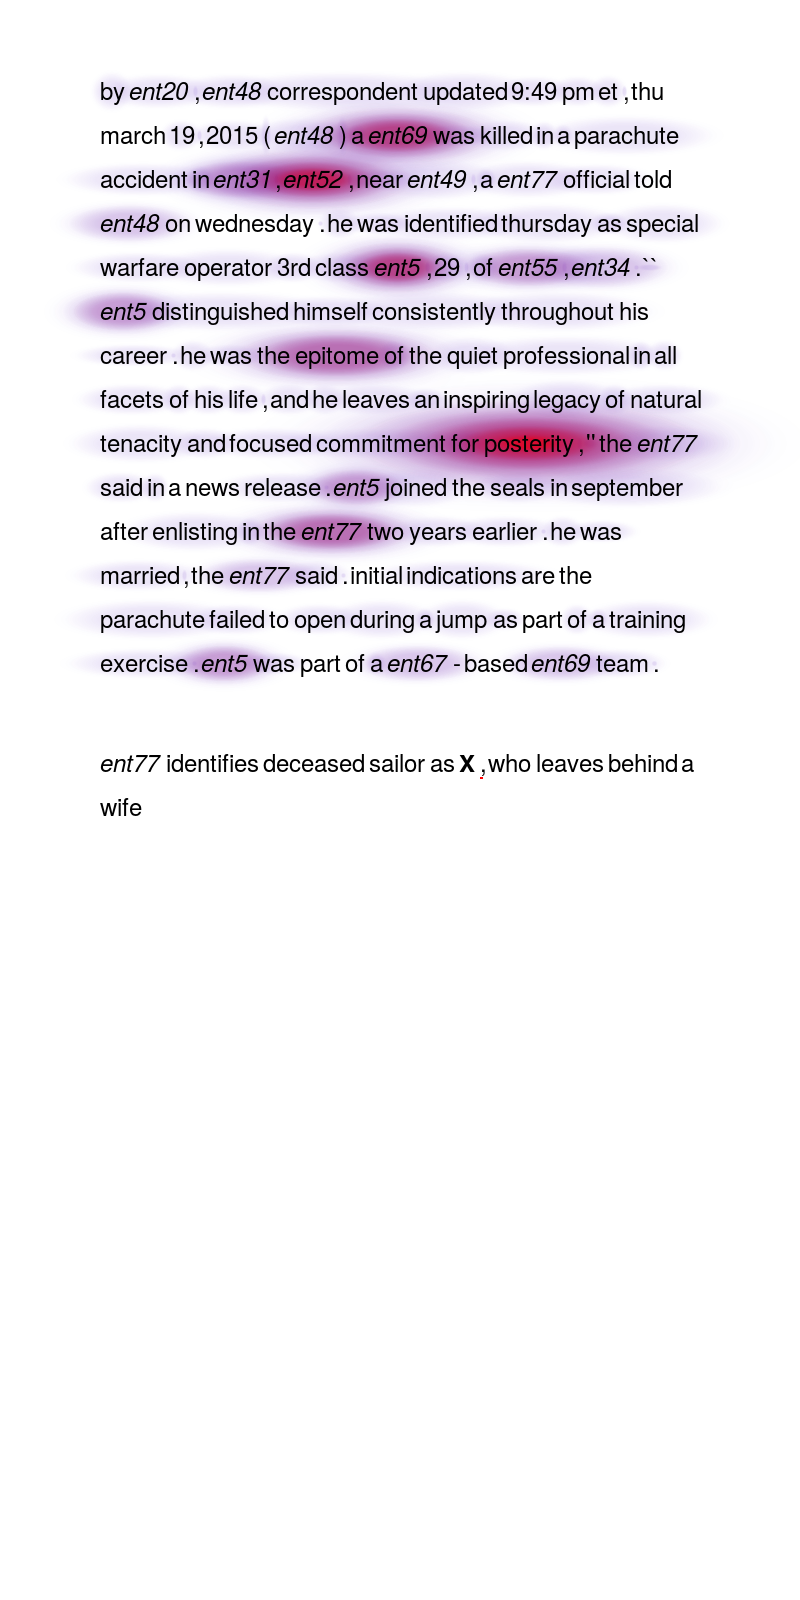 by ent20 , ent48 correspondent updated 9:49 pm et , thu
march 19 , 2015 ( ent48 ) a ent69 was killed in a parachute
accident in ent31 , ent52 , near ent49 , a ent77 official told
ent48 on wednesday . he was identified thursday as special
warfare operator 3rd class ent5 , 29 , of ent55 , ent34 . ``
ent5 distinguished himself consistently throughout his
career . he was the epitome of the quiet professional in all
facets of his life , and he leaves an inspiring legacy of natural
tenacity and focused commitment for posterity , '' the ent77
said in a news release . ent5 joined the seals in september
after enlisting in the ent77 two years earlier . he was
married , the ent77 said . initial indications are the
parachute failed to open during a jump as part of a training
exercise . ent5 was part of a ent67 - based ent69 team .
ent77 identifies deceased sailor as X , who leaves behind a
wife